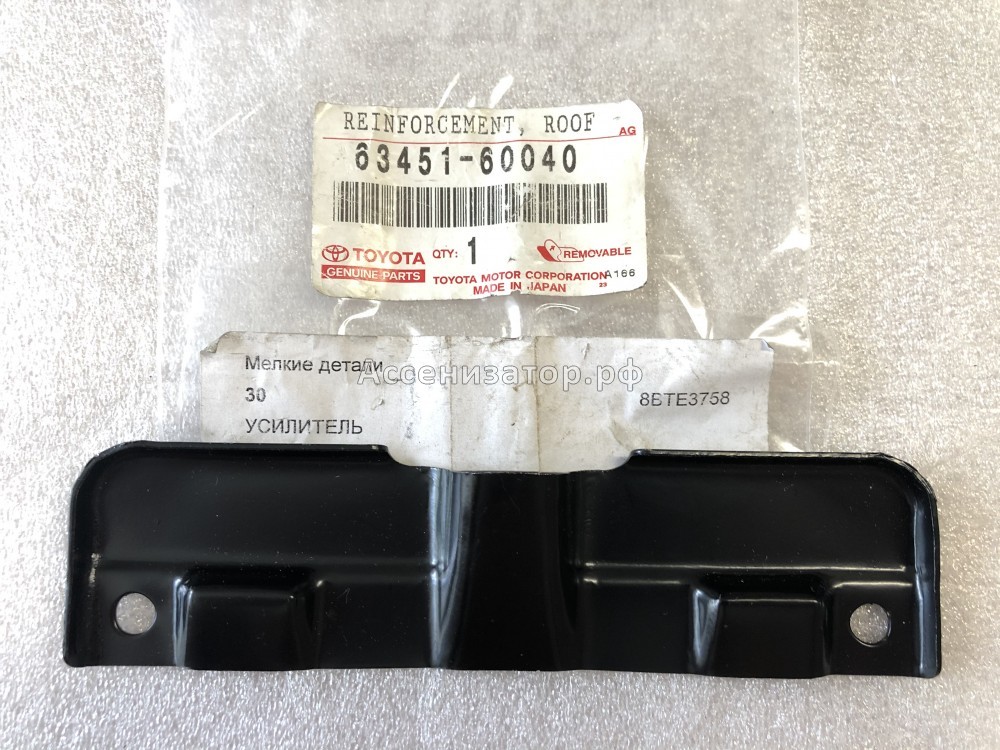 REINFORCEMENT, ROOF
AG
63451-60040
TOYOTA QTY: 1 REMOVABLE
GENUINE PARTS TOYOTA MOTOR CORPORATION A166
MADE IN JAPAN 23
Мелкие детали
Ассенизатор.рф
30 8BTE3758
УСИЛИТЕЛЬ